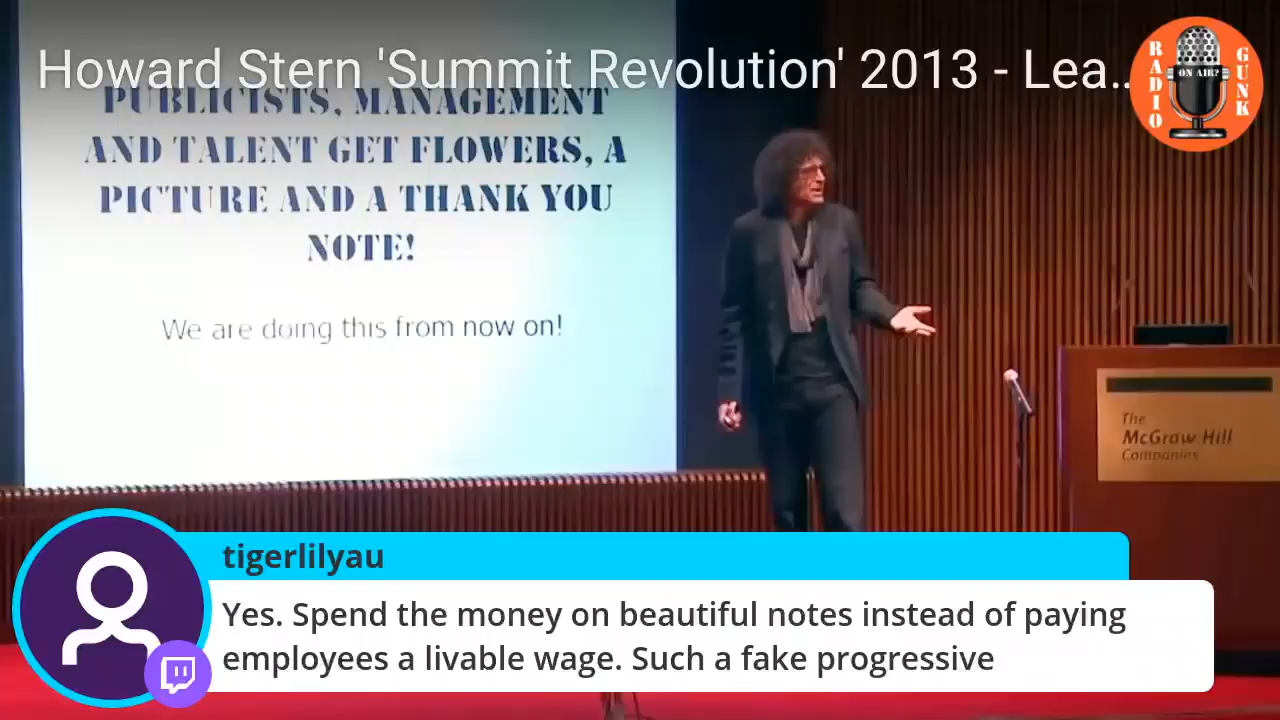 Howard Stern 'Summit Revolution' 2013 - Lea...
RADIO
ON AIR?
GUNK
PUBLICISTS, MANAGEMENT
AND TALENT GET FLOWERS, A
PICTURE AND A THANK YOU
NOTE!
We are doing this from now on!
The
McGraw Hill
Companies
tigerlilyau
Yes. Spend the money on beautiful notes instead of paying
employees a livable wage. Such a fake progressive